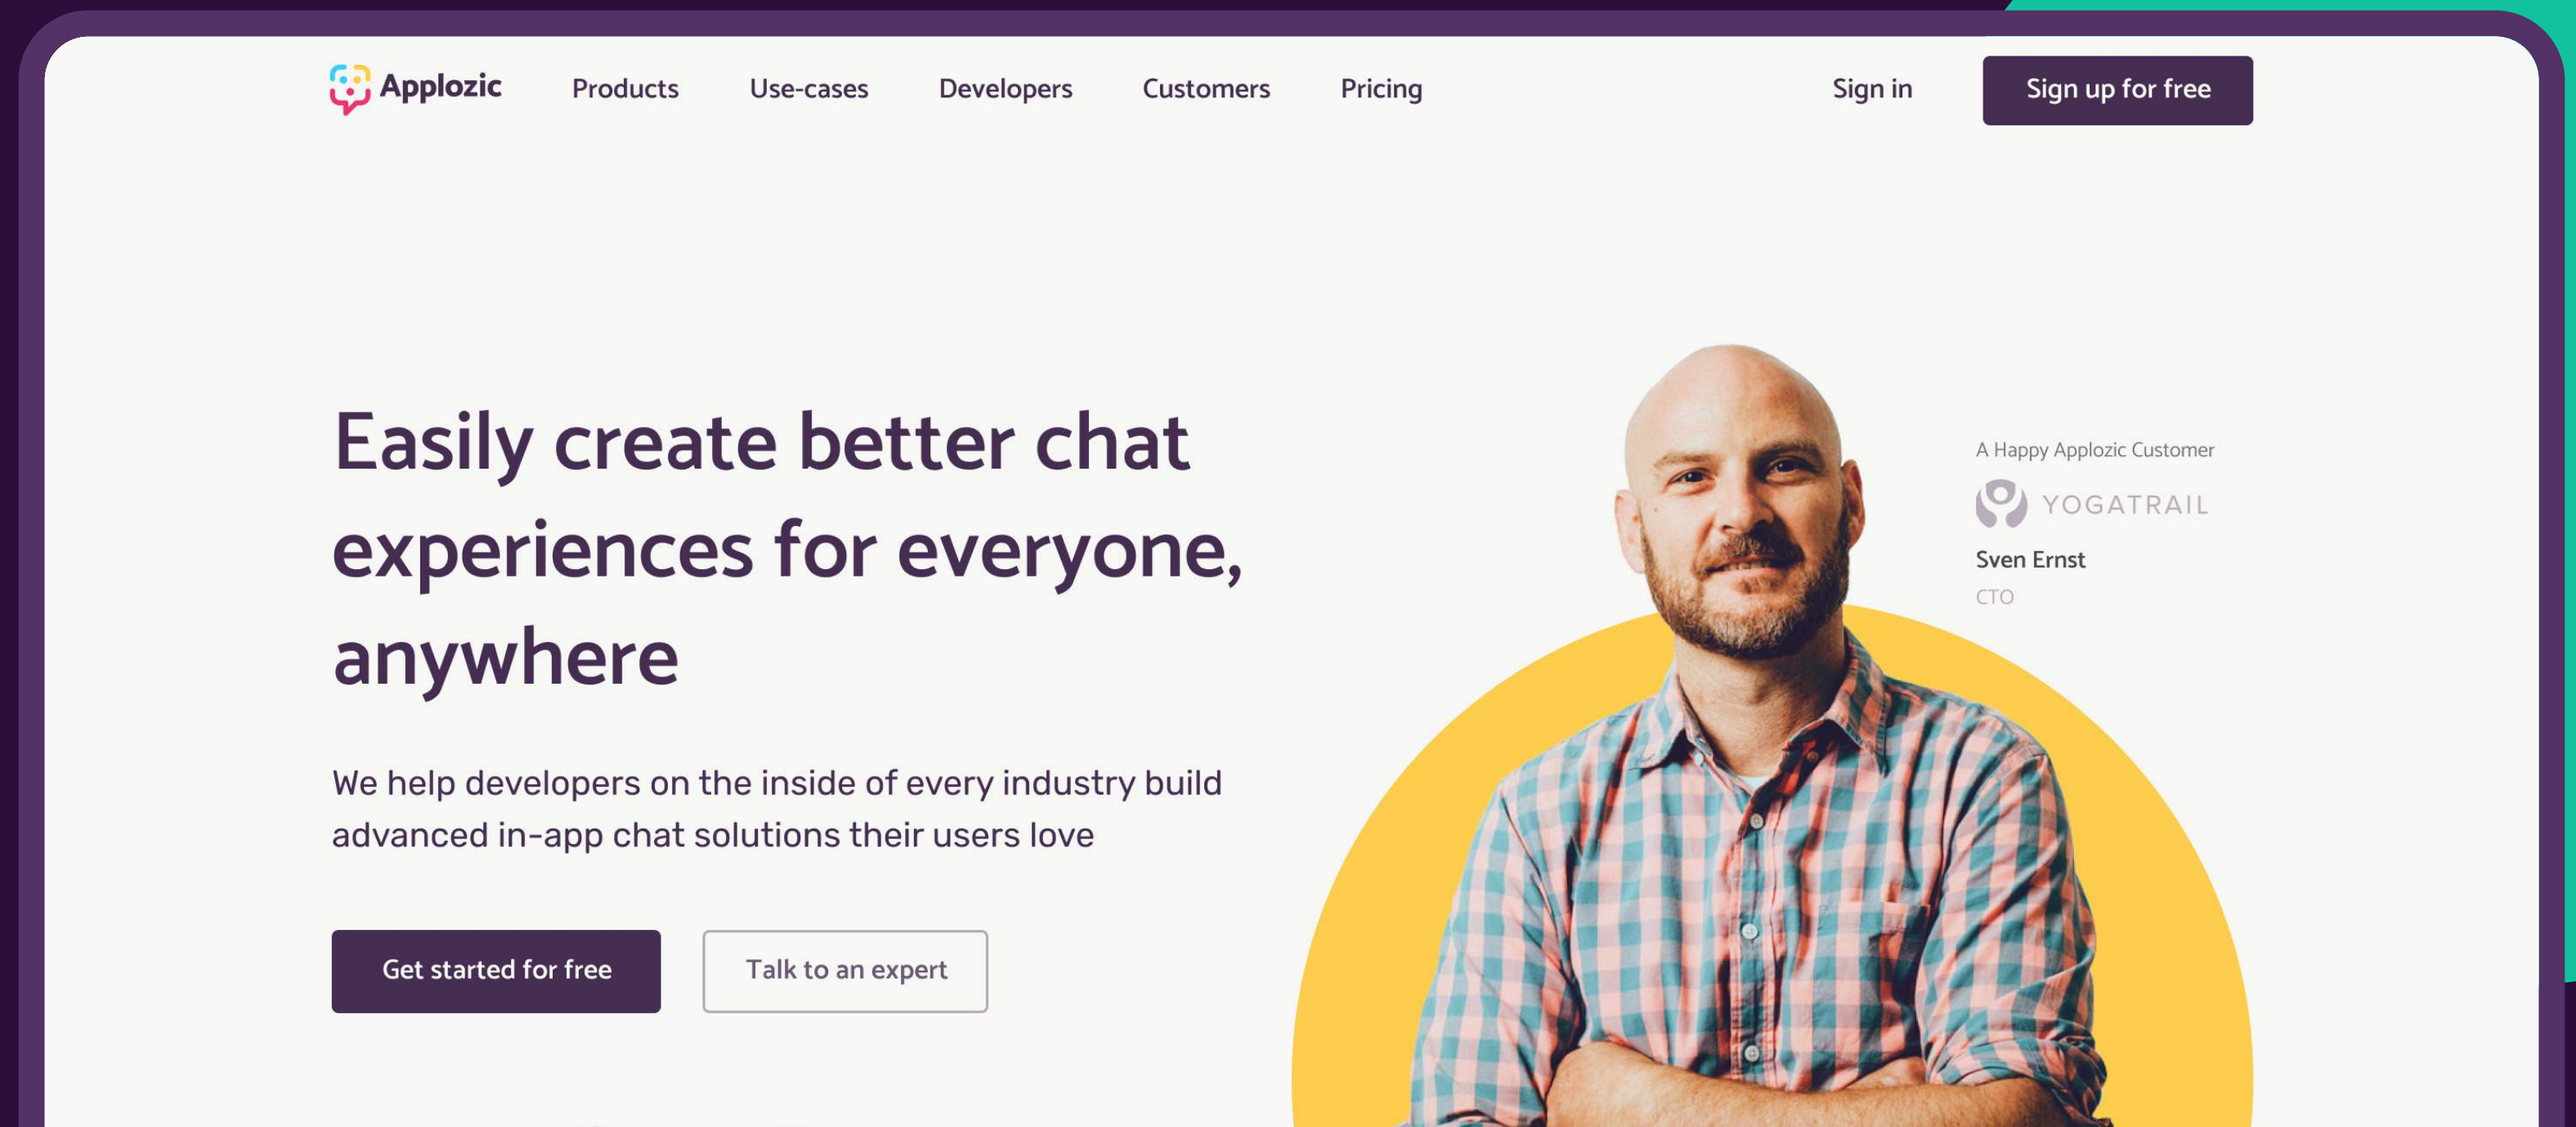 Applozic
Products
Use-cases
Developers
Customers
Pricing
Sign in
Sign up for free
Easily create better chat
experiences for everyone,
anywhere
We help developers on the inside of every industry build
advanced in-app chat solutions their users love
Get started for free
Talk to an expert
A Happy Applozic Customer
YOGATRAIL
Sven Ernst
CTO